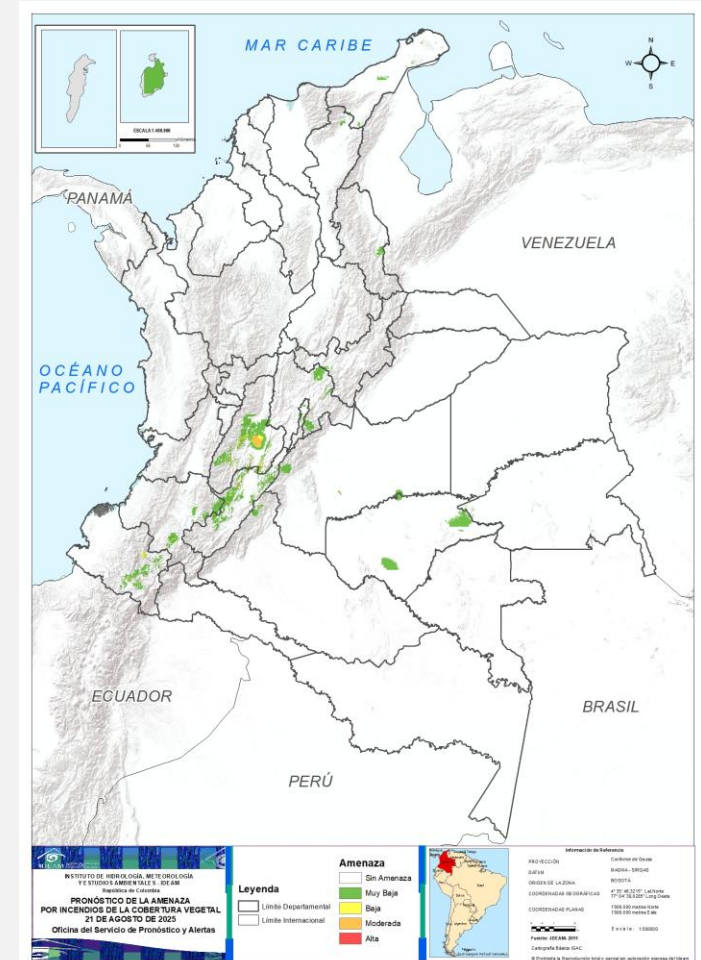 MAR CARIBE
N
W E
S
ESCALA 1:400.000
PANAMÁ
VENEZUELA
OCÉANO
PACÍFICO
ECUADOR
BRASIL
PERÚ
INSTITUTO DE HIDROLOGÍA, METEOROLOGÍA
Y ESTUDIOS AMBIENTALES - IDEAM
República de Colombia
PRONÓSTICO DE LA AMENAZA
POR INCENDIOS DE LA COBERTURA VEGETAL
21 DE AGOSTO DE 2025
Oficina del Servicio de Pronóstico y Alertas
Leyenda
Límite Departamental
Límite Internacional
Amenaza
Sin Amenaza
Muy Baja
Baja
Moderada
Alta
Información de Referencia
PROYECCIÓN Conforme de Gauss
DATUM MAGNA - SIRGAS
ORIGEN DE LA ZONA BOGOTÁ
COORDENADAS GEOGRÁFICAS
COORDENADAS PLANAS 1'000.000 metros Norte
1'000.000 metros Este
Fuente: IDEAM
Cartografía Básica IGAC